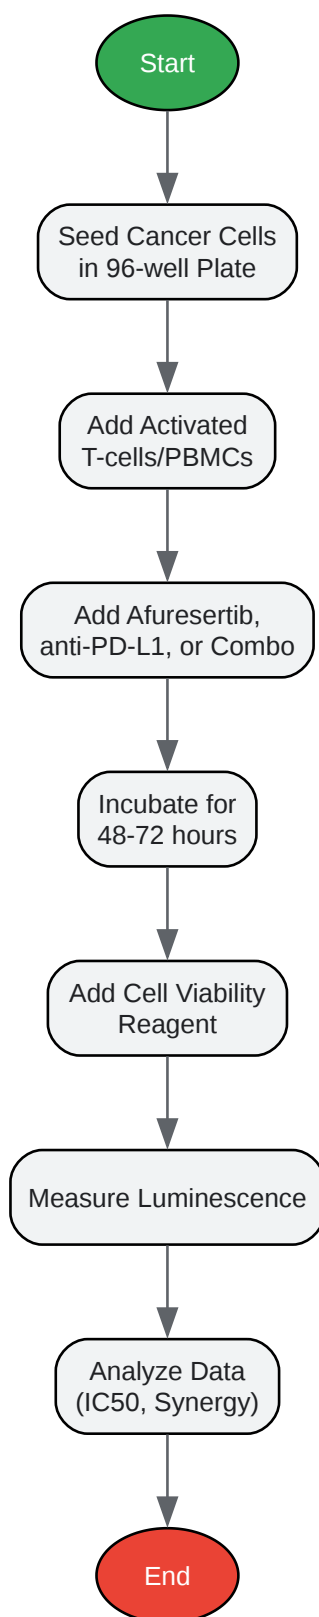 Start
Seed Cancer Cells
in 96-well Plate
Add Activated
T-cells/PBMCs
Add Afuresertib,
anti-PD-L1, or Combo
Incubate for
48-72 hours
Add Cell Viability
Reagent
Measure Luminescence
Analyze Data
(IC50, Synergy)
End